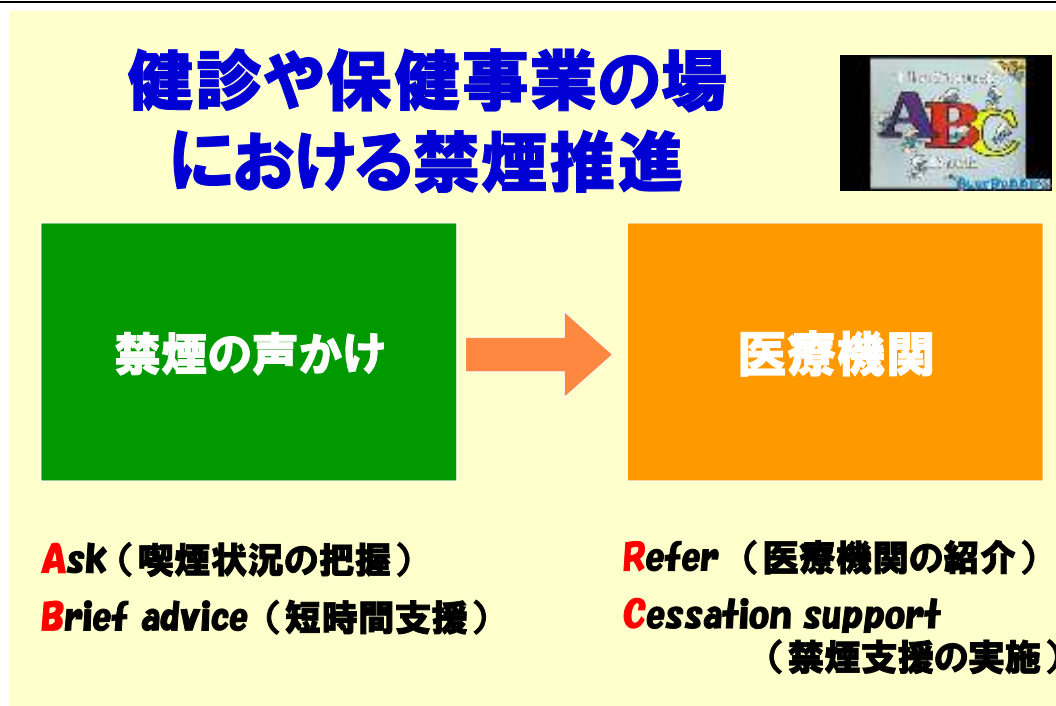 健診や保健事業の場
における禁煙推進
ABC
禁煙の声かけ
医療機関
Ask（喫煙状況の把握）
Brief advice（短時間支援）
Refer （医療機関の紹介）
Cessation support
（禁煙支援の実施）